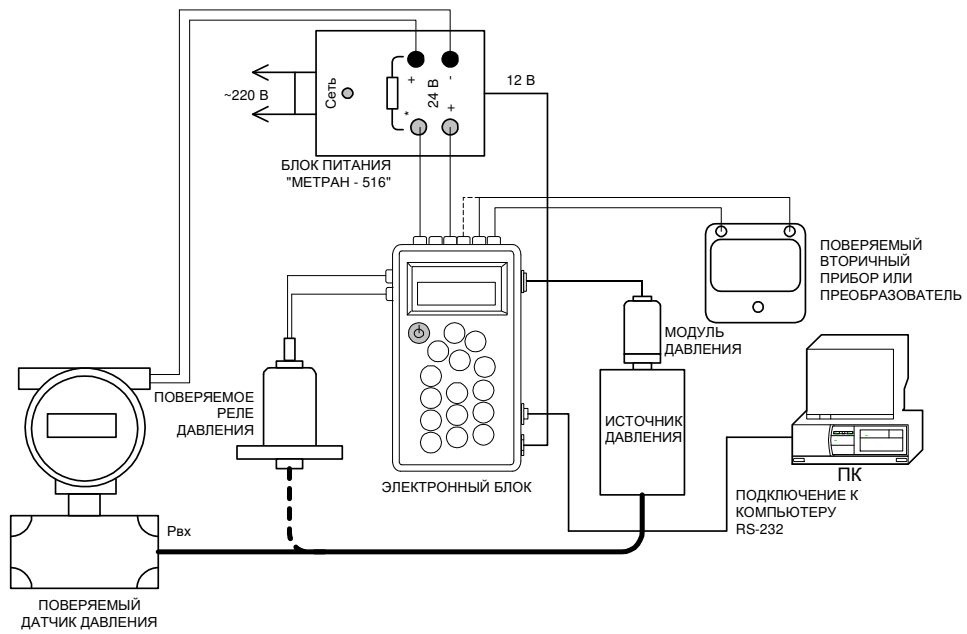 ~220 В
Сеть
+
-
24 В
*
+
12 В
БЛОК ПИТАНИЯ
"МЕТРАН - 516"
ПОВЕРЯЕМЫЙ
ВТОРИЧНЫЙ
ПРИБОР ИЛИ
ПРЕОБРАЗОВАТЕЛЬ
МОДУЛЬ
ДАВЛЕНИЯ
ПОВЕРЯЕМОЕ
РЕЛЕ
ДАВЛЕНИЯ
ИСТОЧНИК
ДАВЛЕНИЯ
ЭЛЕКТРОННЫЙ БЛОК
ПК
ПОДКЛЮЧЕНИЕ К
КОМПЬЮТЕРУ
RS-232
Рвх
ПОВЕРЯЕМЫЙ
ДАТЧИК ДАВЛЕНИЯ